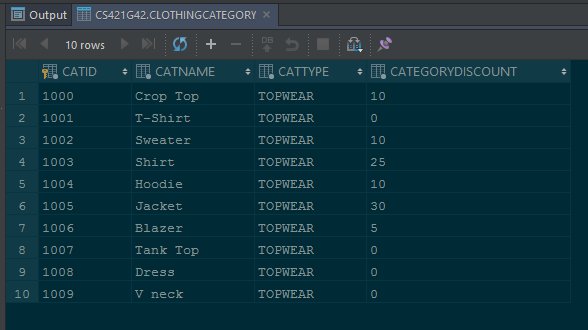 Output CS421G42.CLOTHINGCATEGORY
10 rows DB
CATID CATNAME CATTYPE CATEGORYDISCOUNT
1 1000 Crop Top TOPWEAR 10
2 1001 T-Shirt TOPWEAR 0
3 1002 Sweater TOPWEAR 10
4 1003 Shirt TOPWEAR 25
5 1004 Hoodie TOPWEAR 10
6 1005 Jacket TOPWEAR 30
7 1006 Blazer TOPWEAR 5
8 1007 Tank Top TOPWEAR 0
9 1008 Dress TOPWEAR 0
10 1009 V neck TOPWEAR 0